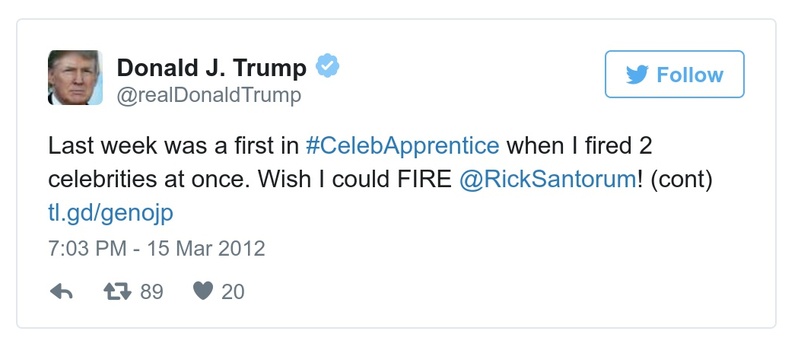 Donald J. Trump
@realDonaldTrump
Follow
Last week was a first in #CelebApprentice when I fired 2
celebrities at once. Wish I could FIRE @RickSantorum! (cont)
tl.gd/genojp
7:03 PM - 15 Mar 2012
89 20